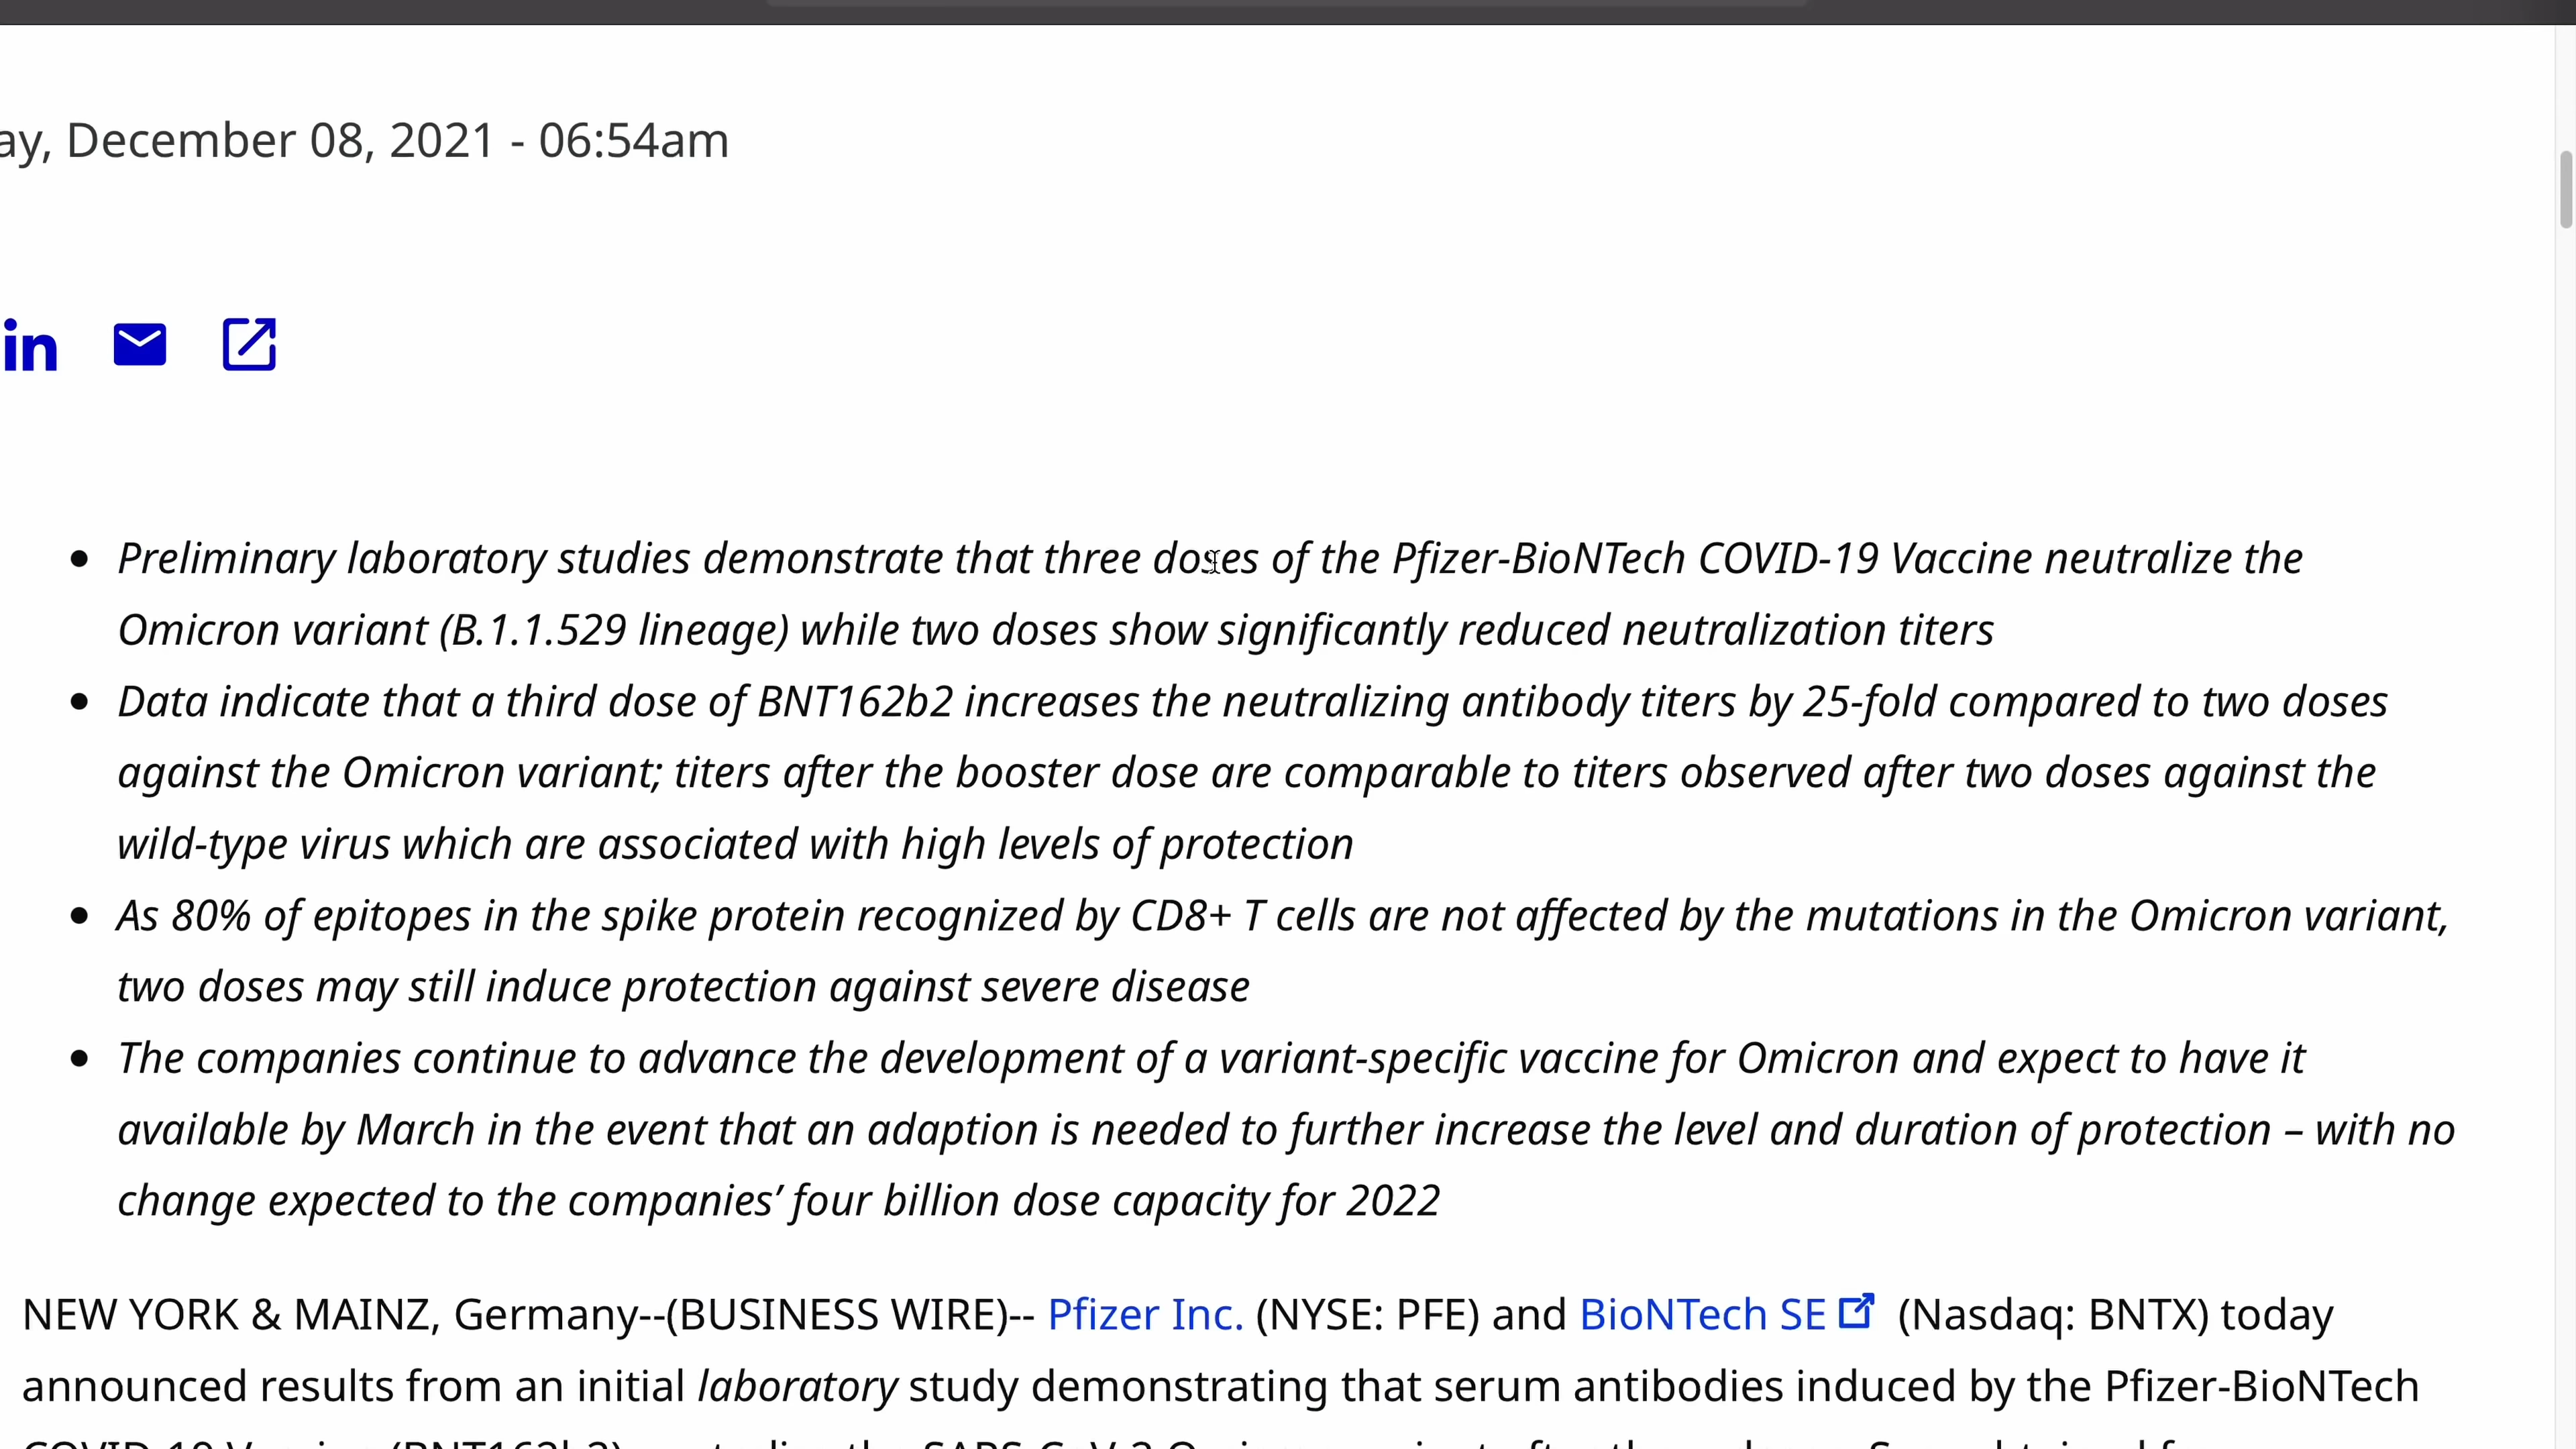 ay, December 08, 2021 - 06:54am
in
Preliminary laboratory studies demonstrate that three doses of the Pfizer-BioNTech COVID-19 Vaccine neutralize the
Omicron variant (B.1.1.529 lineage) while two doses show significantly reduced neutralization titers
Data indicate that a third dose of BNT162b2 increases the neutralizing antibody titers by 25-fold compared to two doses
against the Omicron variant; titers after the booster dose are comparable to titers observed after two doses against the
wild-type virus which are associated with high levels of protection
As 80% of epitopes in the spike protein recognized by CD8+ T cells are not affected by the mutations in the Omicron variant,
two doses may still induce protection against severe disease
The companies continue to advance the development of a variant-specific vaccine for Omicron and expect to have it
available by March in the event that an adaption is needed to further increase the level and duration of protection – with no
change expected to the companies’ four billion dose capacity for 2022
NEW YORK & MAINZ, Germany--(BUSINESS WIRE)-- Pfizer Inc. (NYSE: PFE) and BioNTech SE (Nasdaq: BNTX) today
announced results from an initial laboratory study demonstrating that serum antibodies induced by the Pfizer-BioNTech